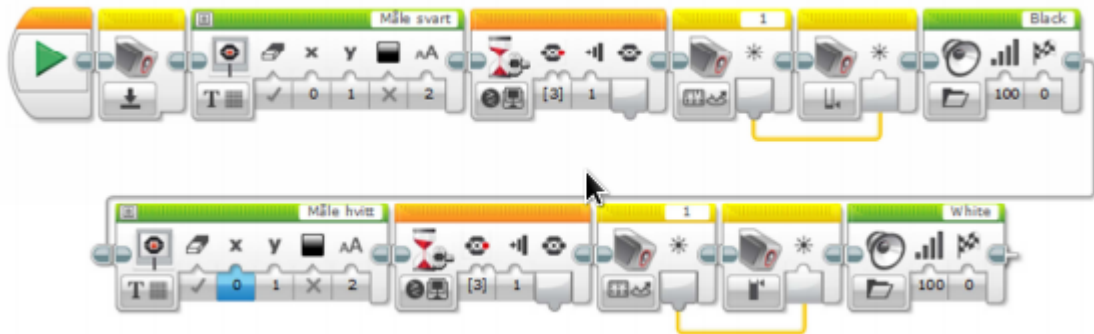 Måle svart 1 Black
x y AA
T 0 1 2 [3] 1 100 0
Måle hvitt 1 White
x y AA
T 0 1 2 [3] 1 100 0